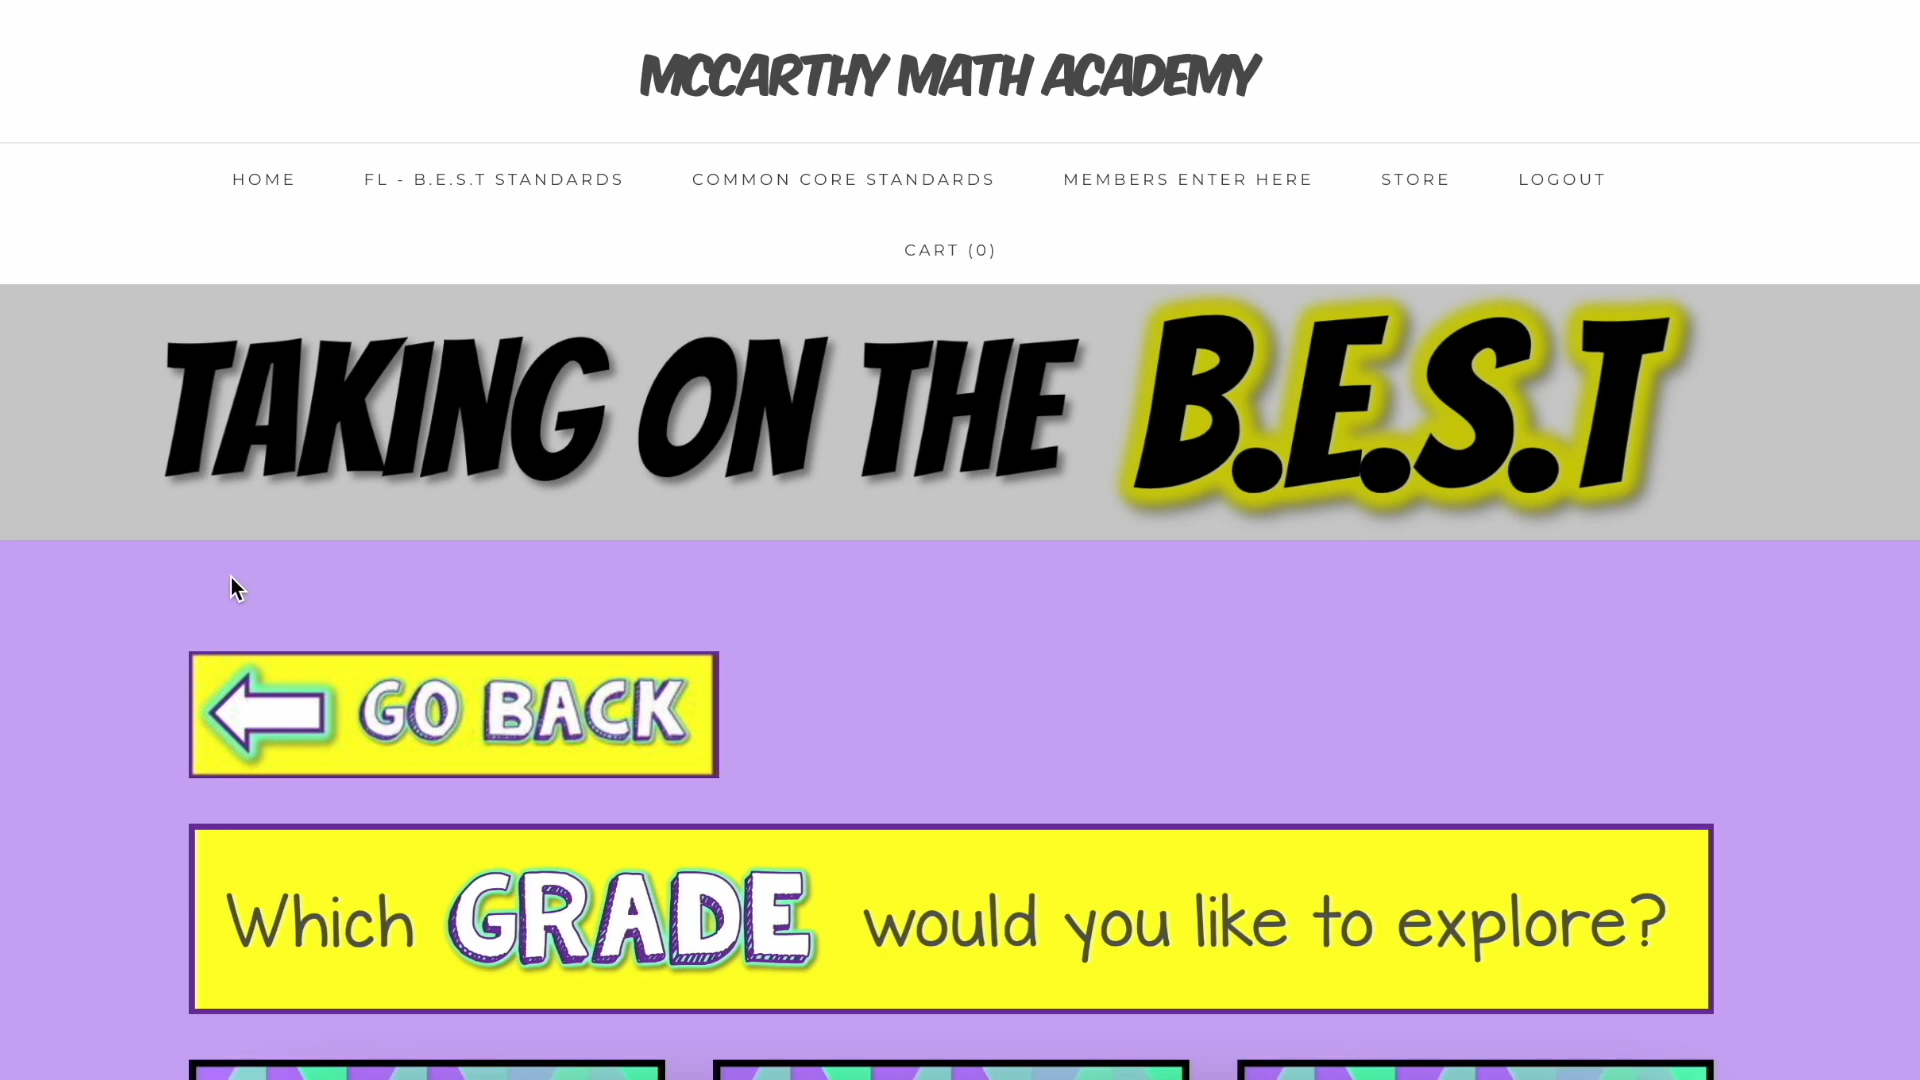 MCCARTHY MATH ACADEMY
HOME FL - B.E.S.T STANDARDS COMMON CORE STANDARDS MEMBERS ENTER HERE STORE LOGOUT
CART (0)
TAKING ON THE B.E.S.T
GO BACK
Which GRADE would you like to explore?